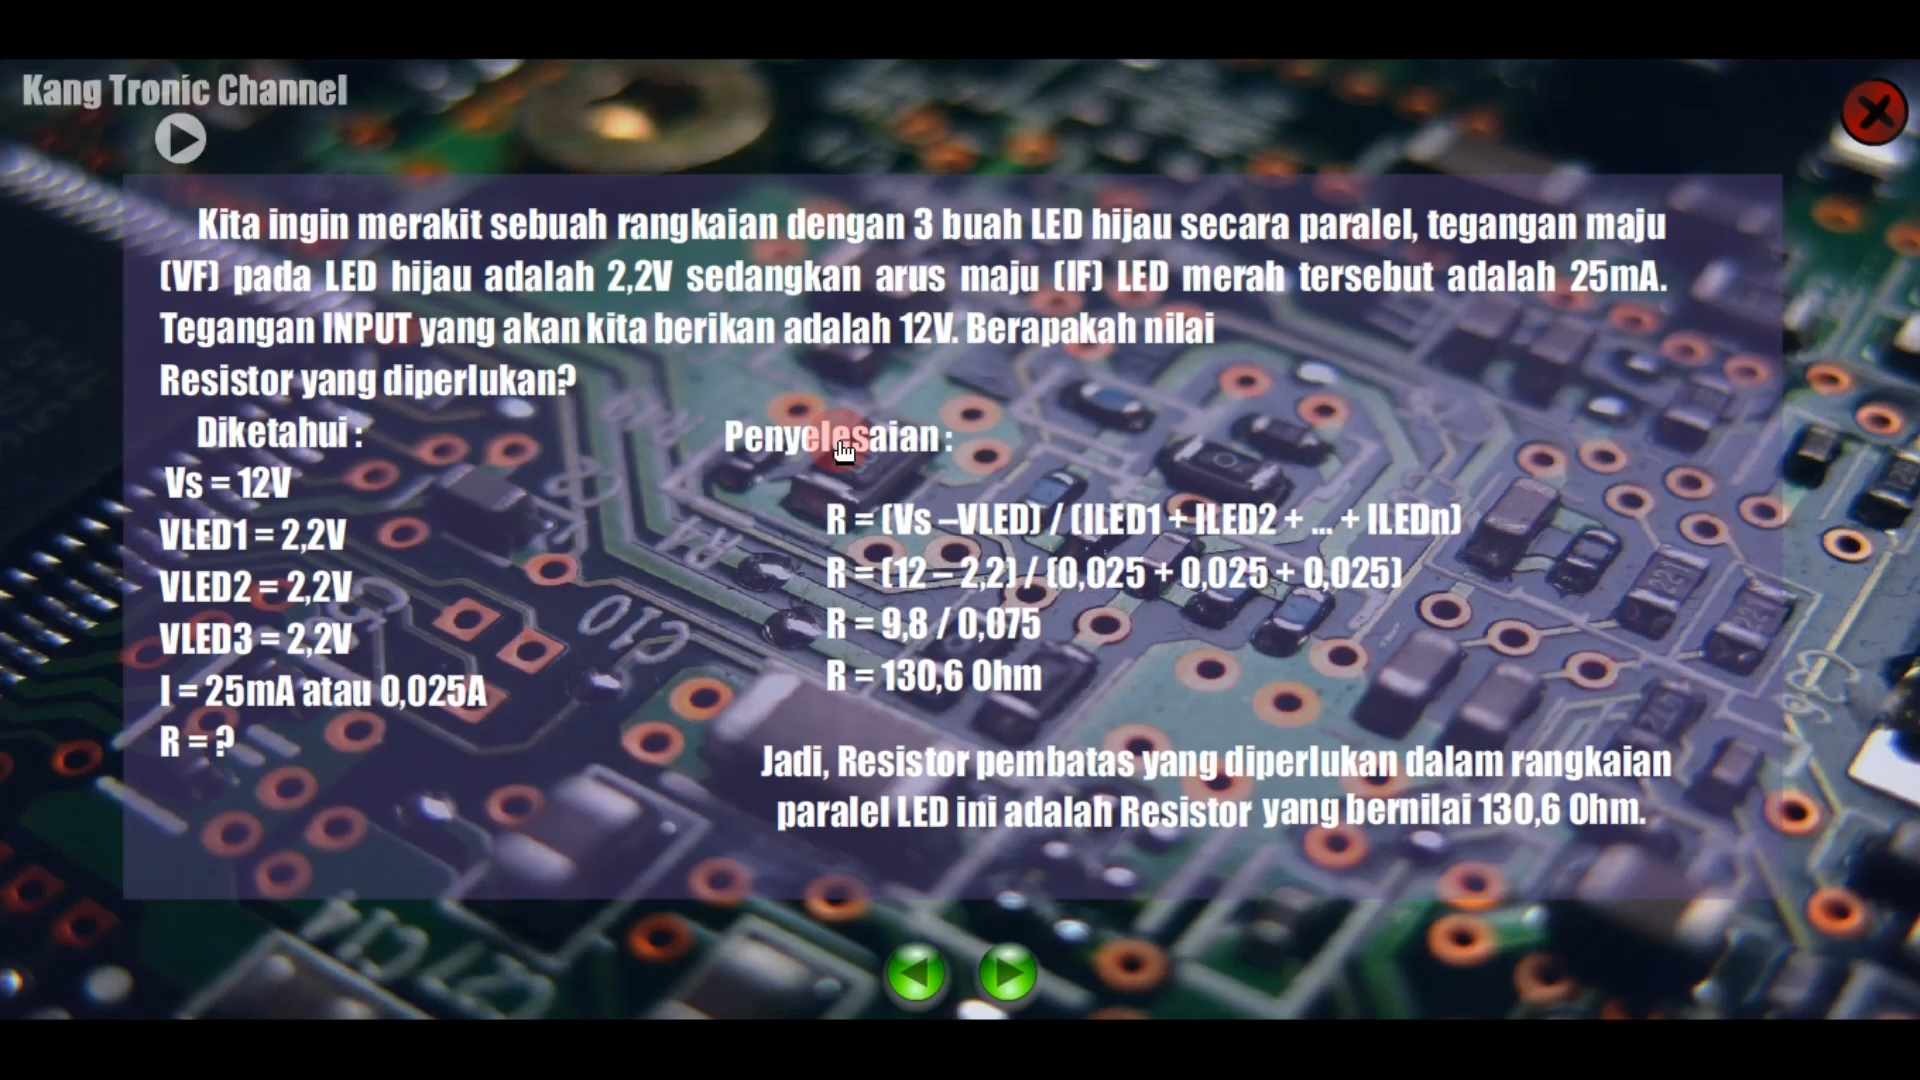 Kang Tronic Channel
Kita ingin merakit sebuah rangkaian dengan 3 buah LED hijau secara paralel, tegangan maju
(VF) pada LED hijau adalah 2,2V sedangkan arus maju (IF) LED merah tersebut adalah 25mA.
Tegangan INPUT yang akan kita berikan adalah 12V. Berapakah nilai
Resistor yang diperlukan?
Diketahui :
Vs = 12V
VLED1 = 2,2V
VLED2 = 2,2V
VLED3 = 2,2V
I = 25mA atau 0,025A
R = ?
Penyelesaian :
R = (Vs –VLED) / (ILED1 + ILED2 + ... + ILEDn)
R = (12 – 2,2) / (0,025 + 0,025 + 0,025)
R = 9,8 / 0,075
R = 130,6 Ohm
Jadi, Resistor pembatas yang diperlukan dalam rangkaian
paralel LED ini adalah Resistor yang bernilai 130,6 Ohm.
R4
C10